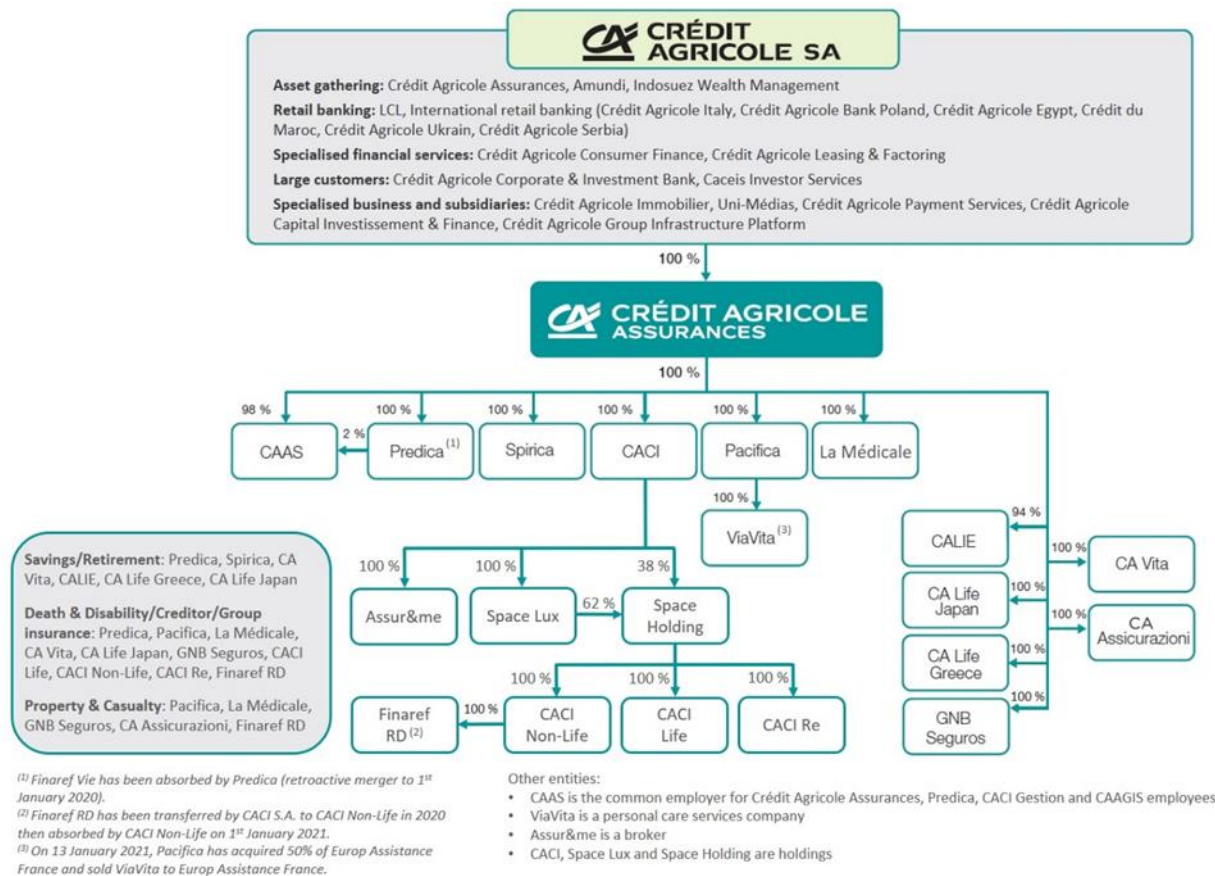 CRÉDIT
AGRICOLE SA
Asset gathering: Crédit Agricole Assurances, Amundi, Indosuez Wealth Management
Retail banking: LCL, International retail banking (Crédit Agricole Italy, Crédit Agricole Bank Poland, Crédit Agricole Egypt, Crédit du
Maroc, Crédit Agricole Ukrain, Crédit Agricole Serbia)
Specialised financial services: Crédit Agricole Consumer Finance, Crédit Agricole Leasing & Factoring
Large customers: Crédit Agricole Corporate & Investment Bank, Caceis Investor Services
Specialised business and subsidiaries: Crédit Agricole Immobilier, Uni-Médias, Crédit Agricole Payment Services, Crédit Agricole
Capital Investissement & Finance, Crédit Agricole Group Infrastructure Platform
100 %
CRÉDIT AGRICOLE
ASSURANCES
100 %
98 %
100 %
100 %
100 %
100 %
100 %
CAAS
2 %
Predica (1)
Spirica
CACI
Pacifica
La Médicale
100 %
ViaVita (3)
94 %
CALIE
100 %
CA Vita
100 %
CA Life
Japan
100 %
CA
Assicurazioni
100 %
CA Life
Greece
100 %
GNB
Seguros
100 %
100 %
38 %
Assur&me
Space Lux
62 %
Space
Holding
100 %
100 %
100 %
Finaref
RD (2)
100 %
CACI
Non-Life
CACI
Life
CACI Re
Savings/Retirement: Predica, Spirica, CA
Vita, CALIE, CA Life Greece, CA Life Japan
Death & Disability/Creditor/Group
insurance: Predica, Pacifica, La Médicale,
CA Vita, CA Life Japan, GNB Seguros, CACI
Life, CACI Non-Life, CACI Re, Finaref RD
Property & Casualty: Pacifica, La Médicale,
GNB Seguros, CA Assicurazioni, Finaref RD
(1) Finaref Vie has been absorbed by Predica (retroactive merger to 1st
January 2020).
(2) Finaref RD has been transferred by CACI S.A. to CACI Non-Life in 2020
then absorbed by CACI Non-Life on 1st January 2021.
(3) On 13 January 2021, Pacifica has acquired 50% of Europ Assistance
France and sold ViaVita to Europ Assistance France.
Other entities:
• CAAS is the common employer for Crédit Agricole Assurances, Predica, CACI Gestion and CAAGIS employees
• ViaVita is a personal care services company
• Assur&me is a broker
• CACI, Space Lux and Space Holding are holdings